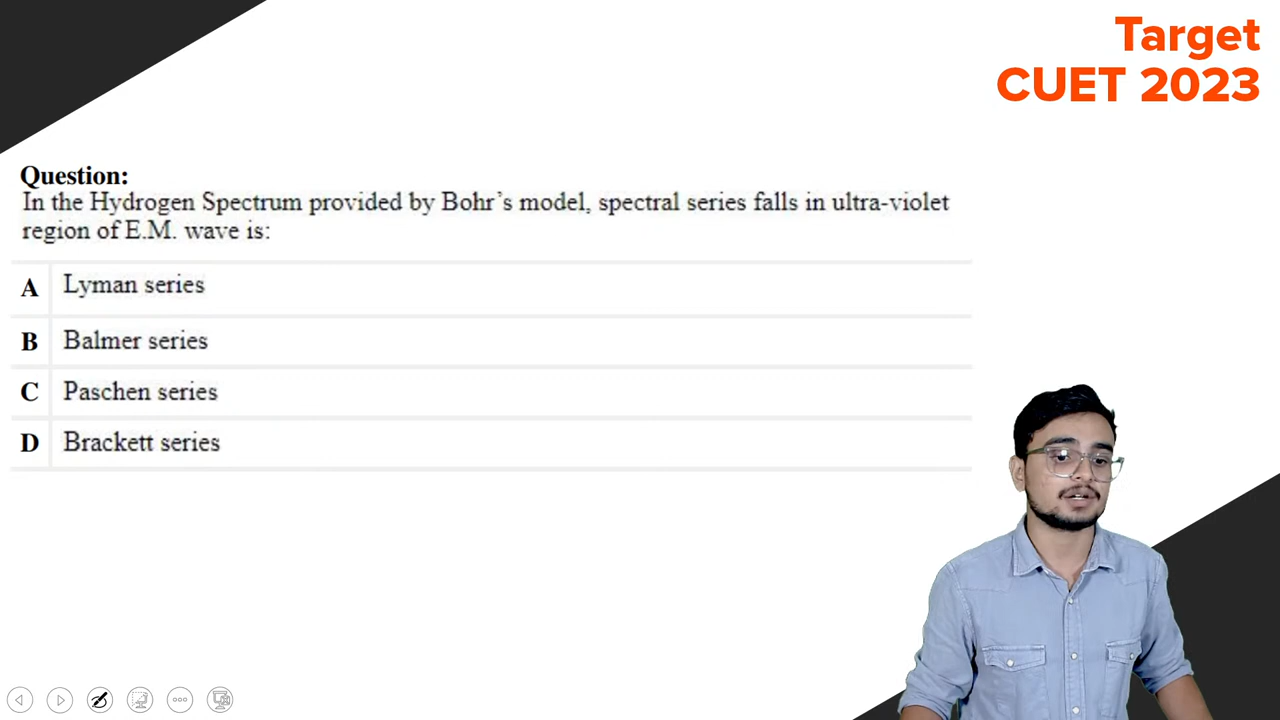 Target
CUET 2023
Question:
In the Hydrogen Spectrum provided by Bohr's model, spectral series falls in ultra-violet
region of E.M. wave is:
A Lyman series
B Balmer series
C Paschen series
D Brackett series